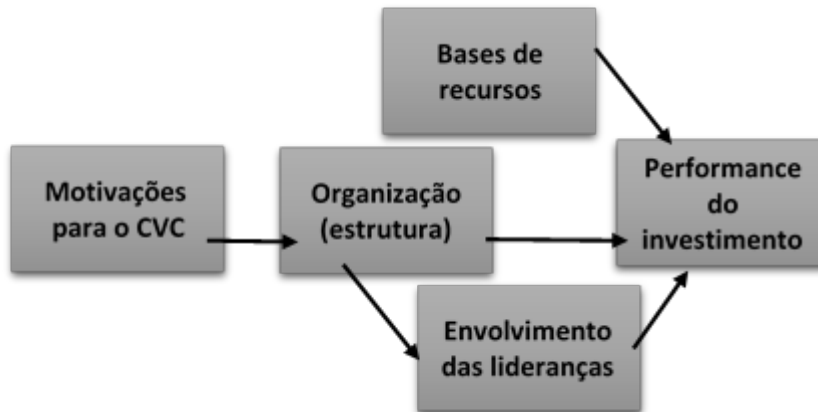 Bases de
recursos
Motivações
para o CVC
Organização
(estrutura)
Performance
do
investimento
Envolvimento
das lideranças